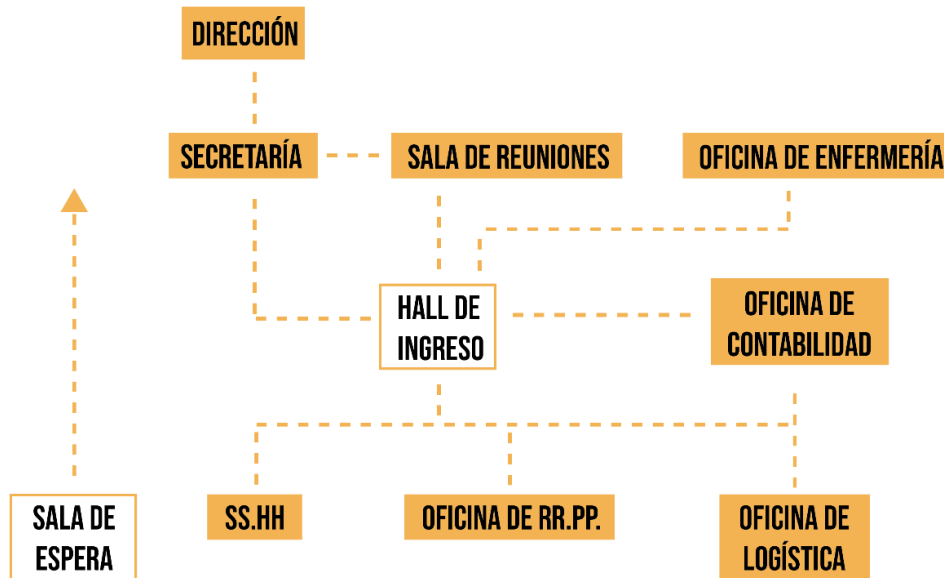 DIRECCIÓN
SECRETARÍA
SALA DE REUNIONES
OFICINA DE ENFERMERÍA
HALL DE
INGRESO
OFICINA DE
CONTABILIDAD
SALA DE
ESPERA
SS.HH
OFICINA DE RR.PP.
OFICINA DE
LOGÍSTICA